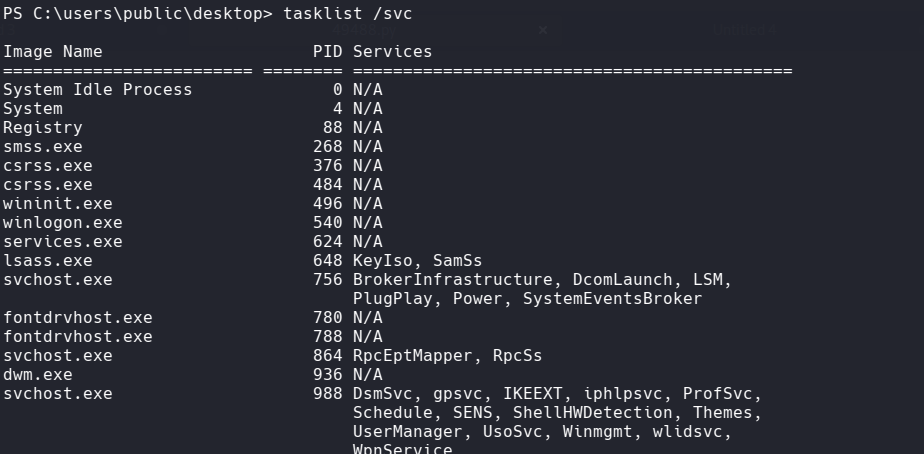 PS C:\users\public\desktop> tasklist /svc
Image Name                     PID Services
========================= ======== ============================================
System Idle Process              0 N/A
System                           4 N/A
Registry                        88 N/A
smss.exe                       268 N/A
csrss.exe                      376 N/A
csrss.exe                      484 N/A
wininit.exe                    496 N/A
winlogon.exe                   540 N/A
services.exe                   624 N/A
lsass.exe                      648 KeyIso, SamSs
svchost.exe                    756 BrokerInfrastructure, DcomLaunch, LSM,
                                   PlugPlay, Power, SystemEventsBroker
fontdrvhost.exe                780 N/A
fontdrvhost.exe                788 N/A
svchost.exe                    864 RpcEptMapper, RpcSs
dwm.exe                        936 N/A
svchost.exe                    988 DsmSvc, gpsvc, IKEEXT, iphlpsvc, ProfSvc,
                                   Schedule, SENS, ShellHWDetection, Themes,
                                   UserManager, UsoSvc, Winmgmt, wlidsvc,
                                   WpnService